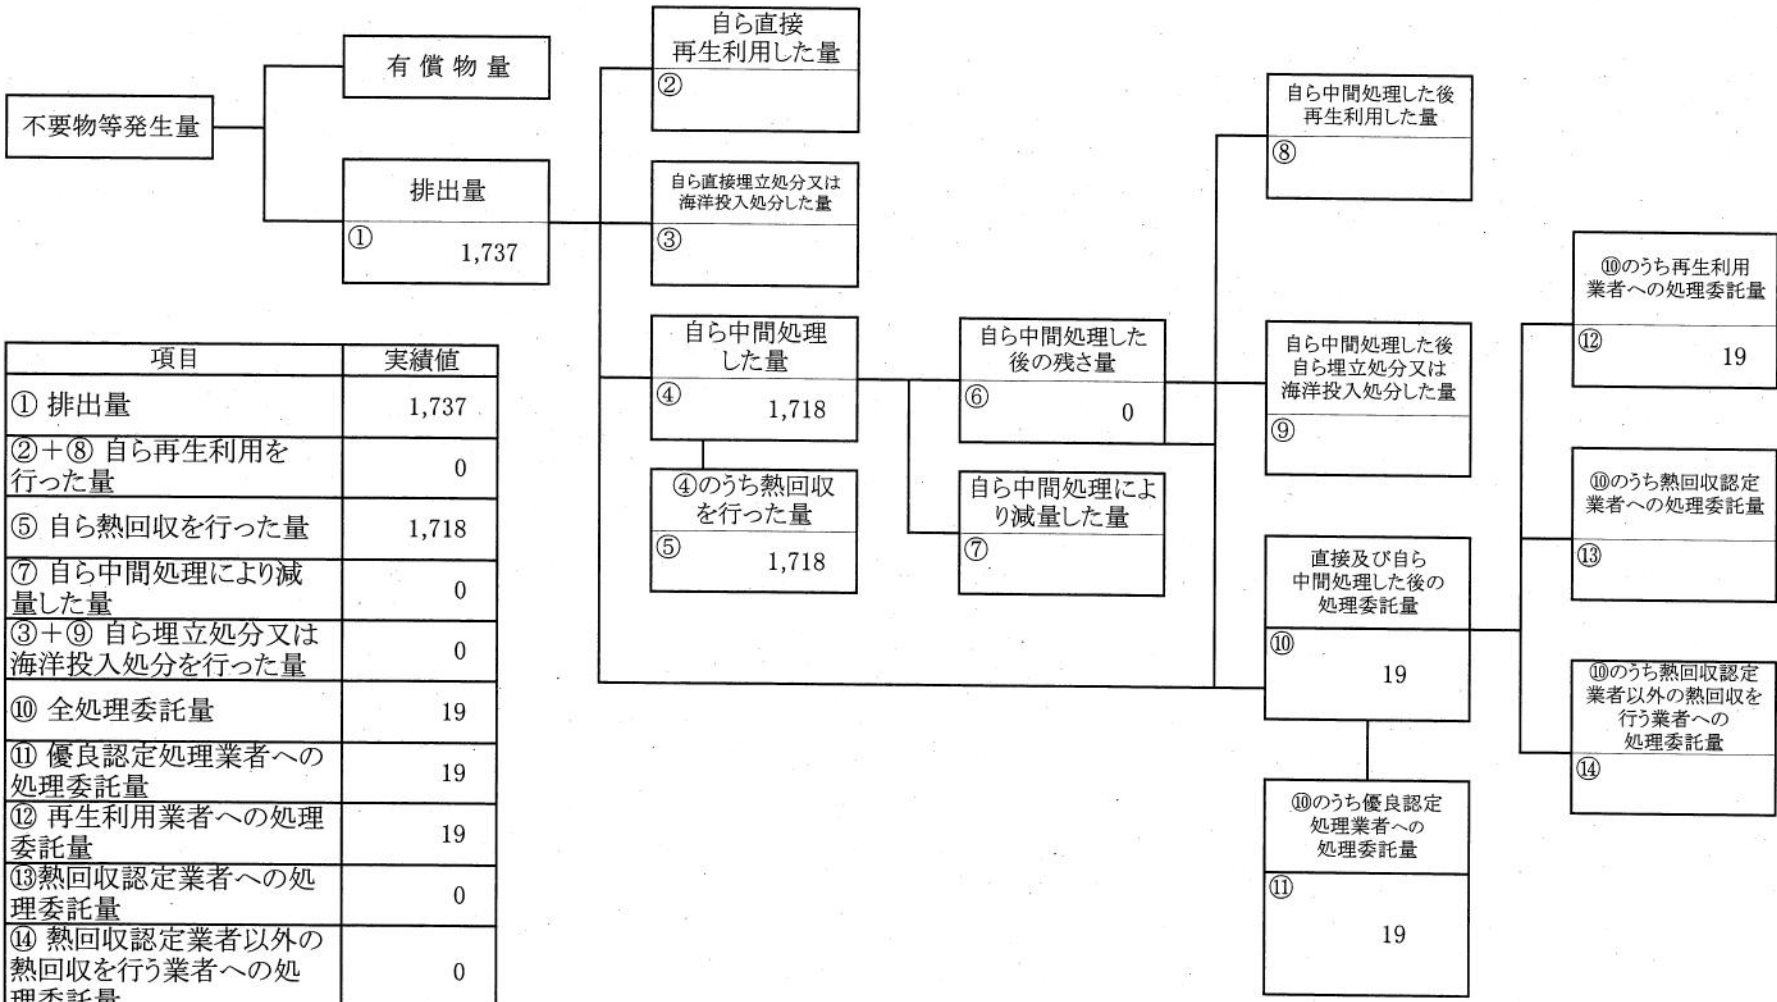 不要物等発生量
有償物量
排出量
① 1,737
自ら直接
再生利用した量
②
自ら直接埋立処分又は
海洋投入処分した量
③
自ら中間処理
した量
④ 1,718
④のうち熱回収
を行った量
⑤ 1,718
自ら中間処理した
後の残さ量
⑥ 0
自ら中間処理によ
り減量した量
⑦
自ら中間処理した後
再生利用した量
⑧
自ら中間処理した後
自ら埋立処分又は
海洋投入処分した量
⑨
直接及び自ら
中間処理した後の
処理委託量
⑩
19
⑩のうち優良認定
処理業者への
処理委託量
⑪
19
⑩のうち再生利用
業者への処理委託量
⑫ 19
⑩のうち熱回収認定
業者への処理委託量
⑬
⑩のうち熱回収認定
業者以外の熱回収を
行う業者への
処理委託量
⑭
項目 実績値
① 排出量 1,737
②+⑧ 自ら再生利用を
行った量 0
⑤ 自ら熱回収を行った量 1,718
⑦ 自ら中間処理により減
量した量 0
③+⑨ 自ら埋立処分又は
海洋投入処分を行った量 0
⑩ 全処理委託量 19
⑪ 優良認定処理業者への
処理委託量 19
⑫ 再生利用業者への処理
委託量 19
⑬熱回収認定業者への処
理委託量 0
⑭ 熱回収認定業者以外の
熱回収を行う業者への処 0
理委託量